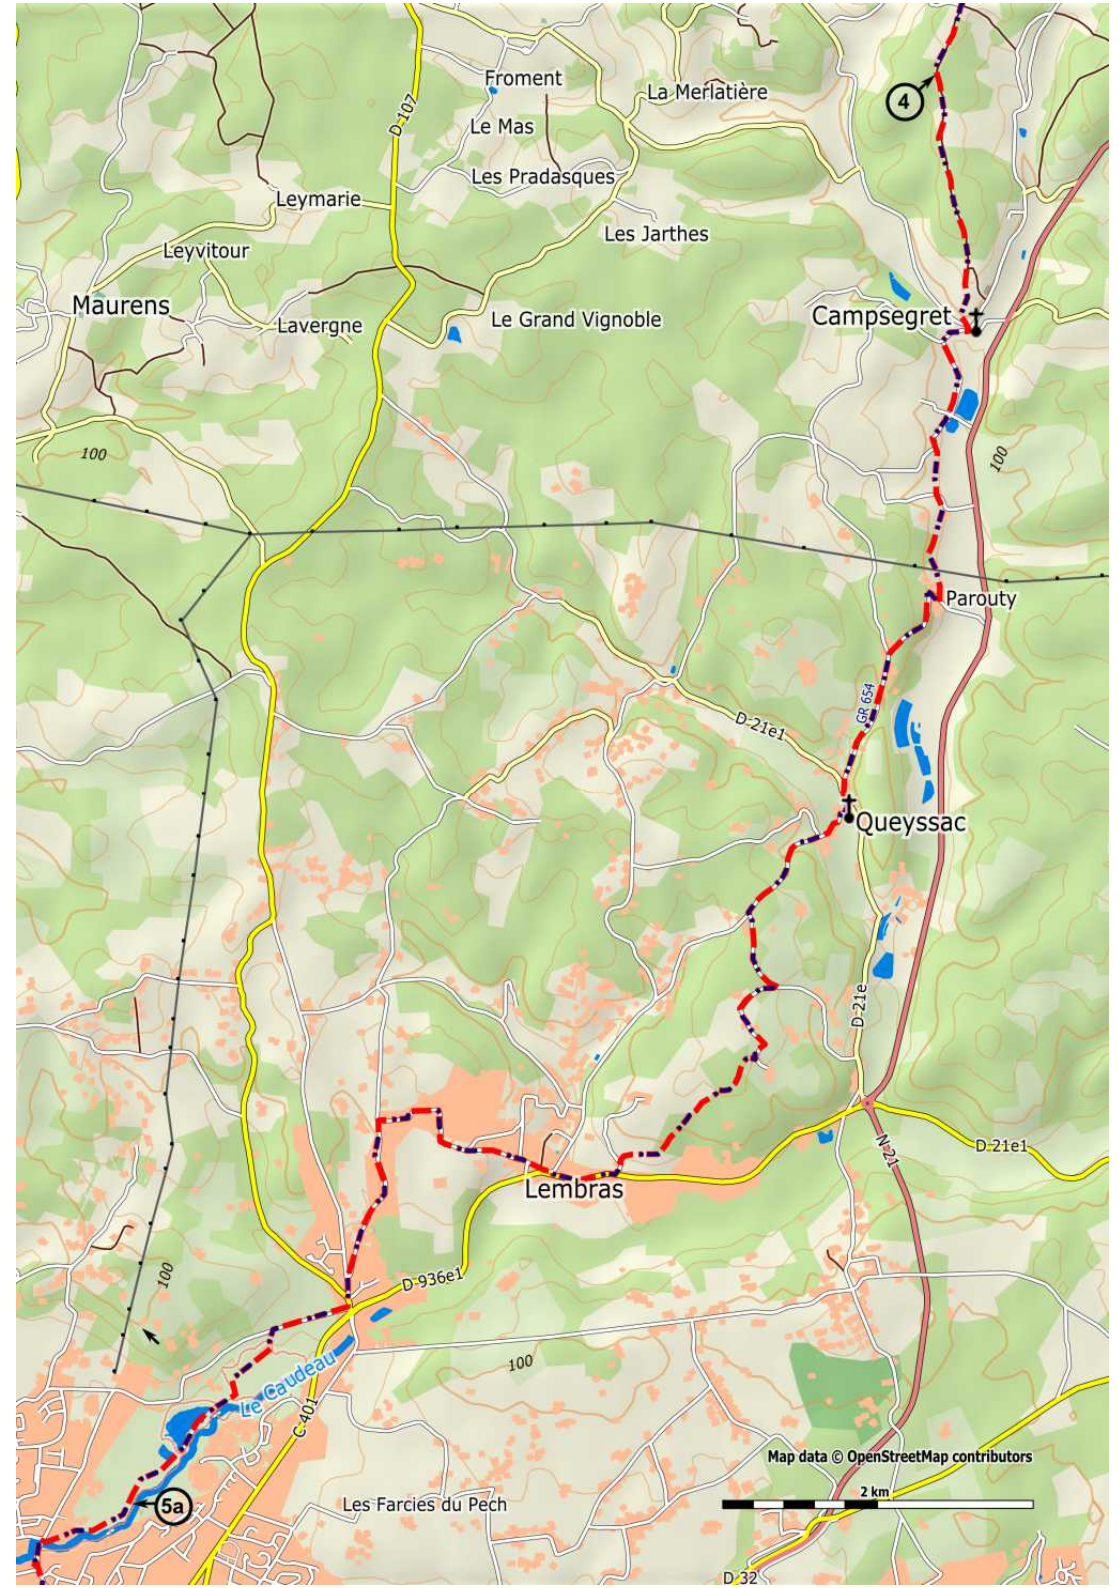 Froment
La Merlatière
4
D 107
Le Mas
Les Pradasques
Leymarie
Les Jarthes
Leyvitour
Maurens
Lavergne
Le Grand Vignoble
Campsegret
100
100
Parouty
GR 654
D 21e1
Queyssac
D 21e
N 21
D 21e1
Lembras
100
D 936e1
100
Le Caudeau
C 401
Map data © OpenStreetMap contributors
2 km
5a
Les Farcies du Pech
D 32